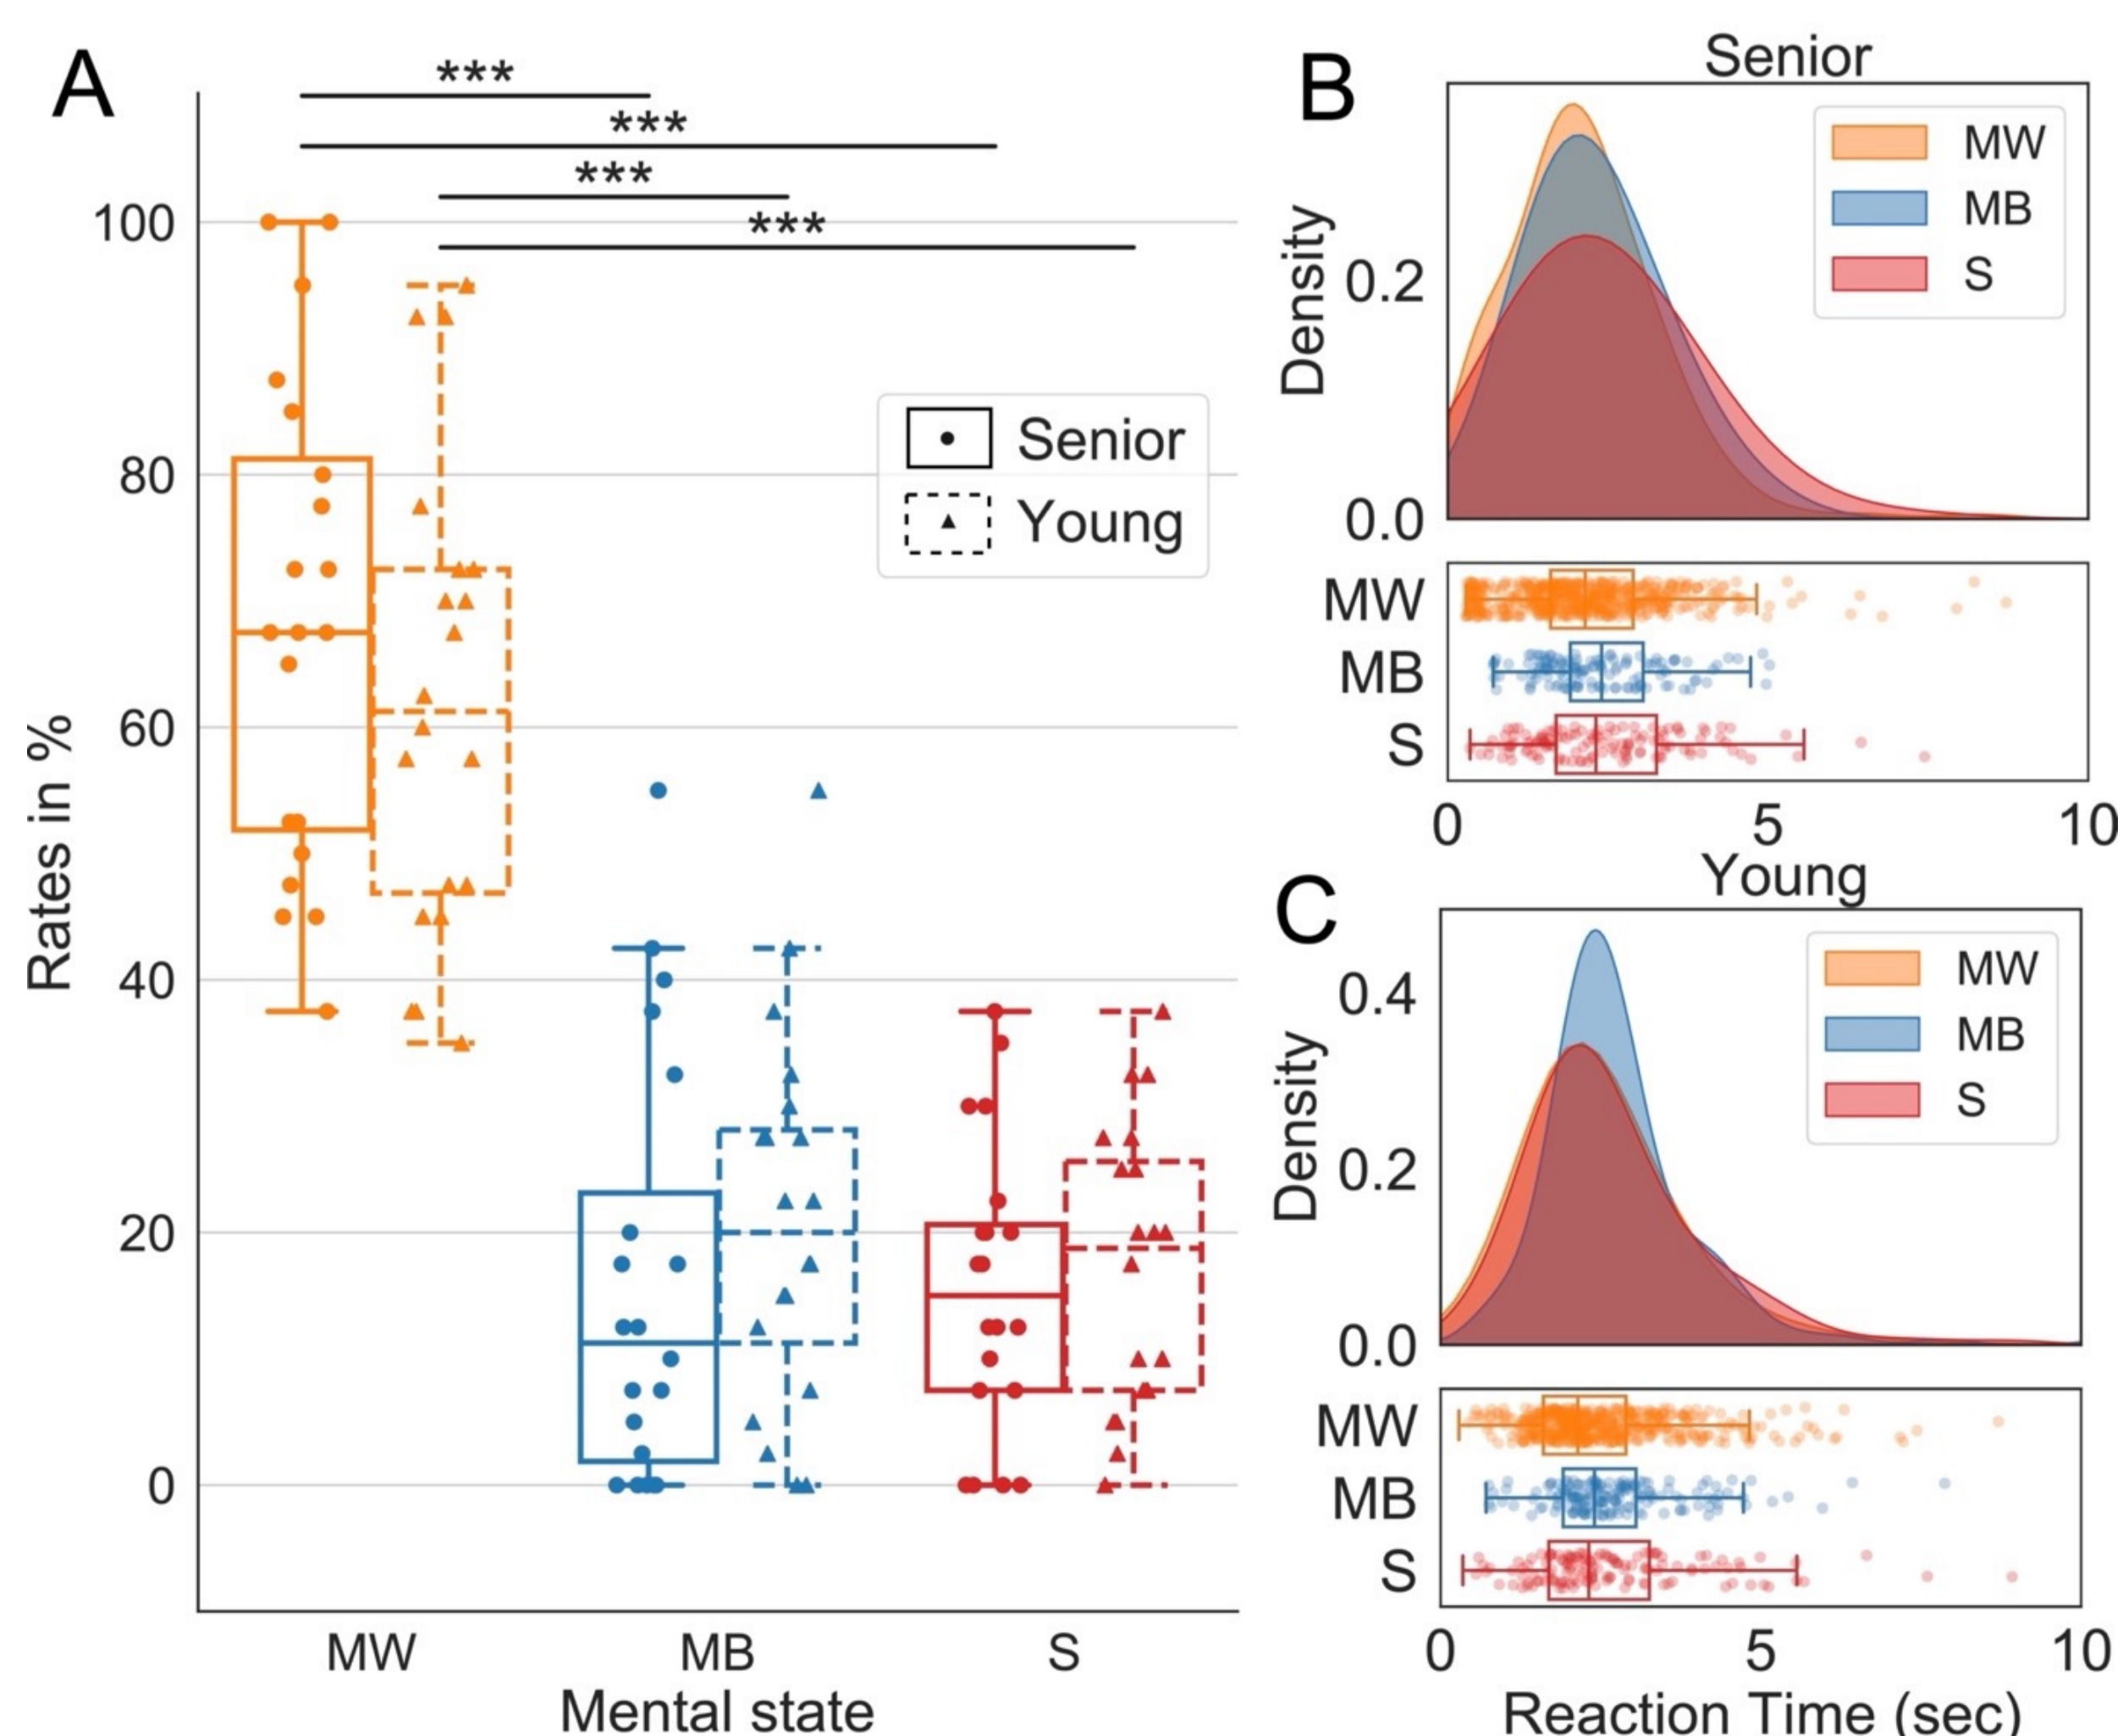 A
***
***
***
***
100
80
60
40
20
0
Rates in %
Senior
Young
MW
MB
S
Mental state
B
Senior
MW
MB
S
Density
0.2
0.0
MW
MB
S
0
5
10
C
Young
MW
MB
S
Density
0.4
0.2
0.0
MW
MB
S
0
5
10
Reaction Time (sec)